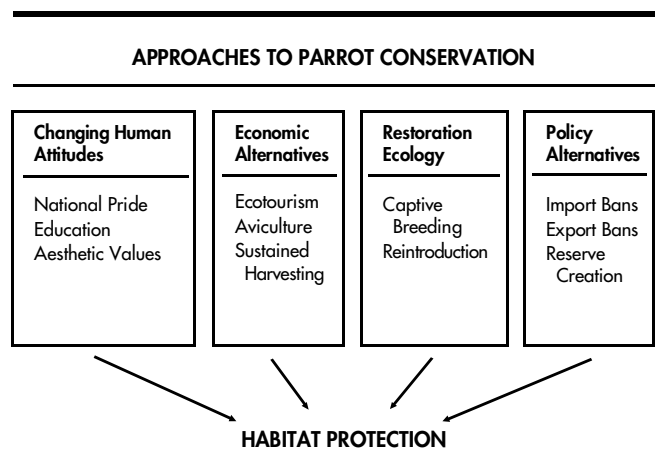 APPROACHES TO PARROT CONSERVATION
Changing Human
Attitudes
National Pride
Education
Aesthetic Values
Economic
Alternatives
Ecotourism
Aviculture
Sustained
Harvesting
Restoration
Ecology
Captive
Breeding
Reintroduction
Policy
Alternatives
Import Bans
Export Bans
Reserve
Creation
HABITAT PROTECTION